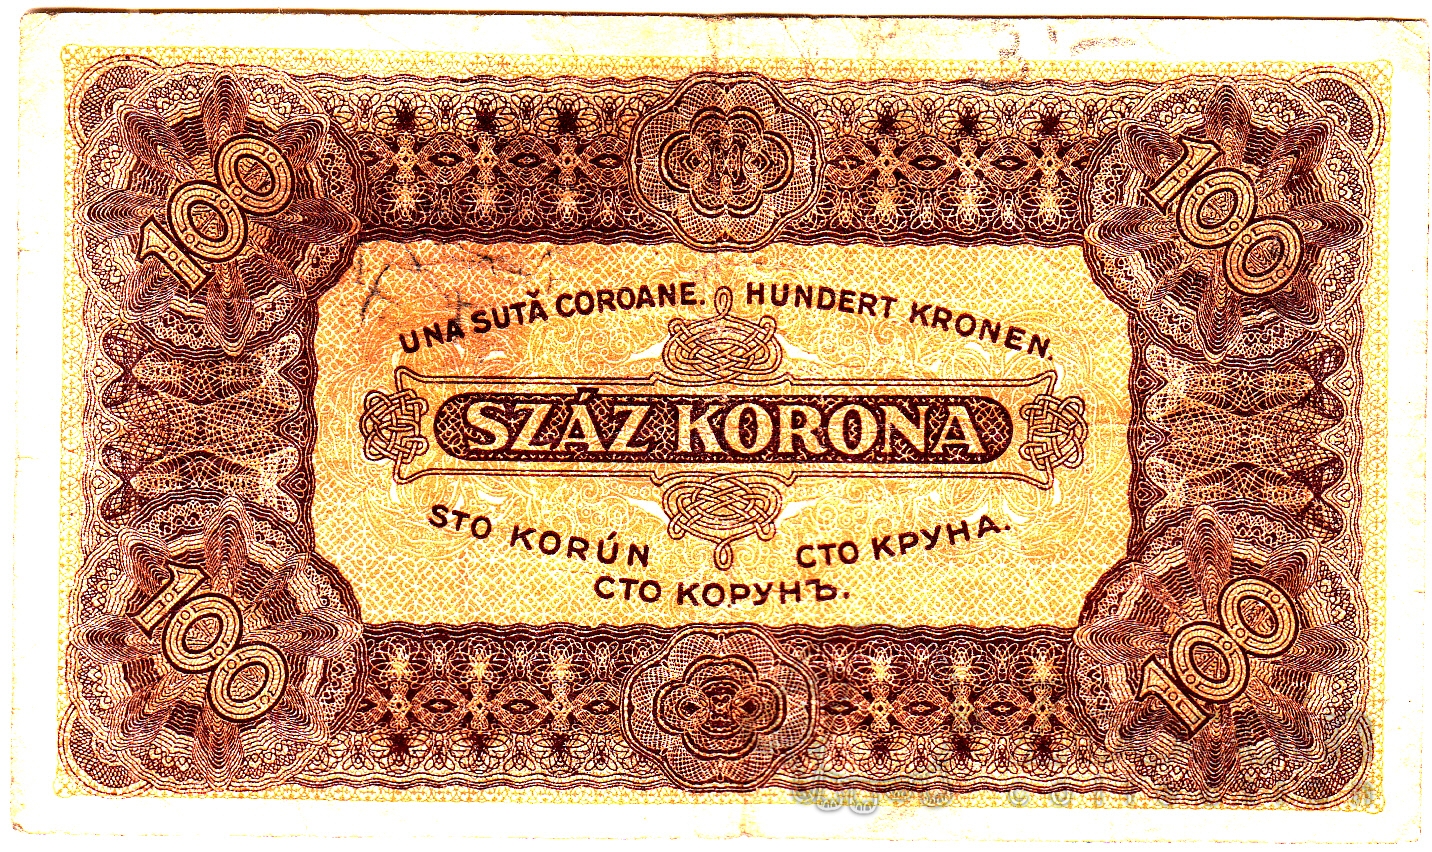 100
100
UNA SUTĂ COROANE.
HUNDERT KRONEN.
SZÁZ KORONA
STO KORÚN
СТО КРУНА.
СТО КОРУНЪ.
100
100